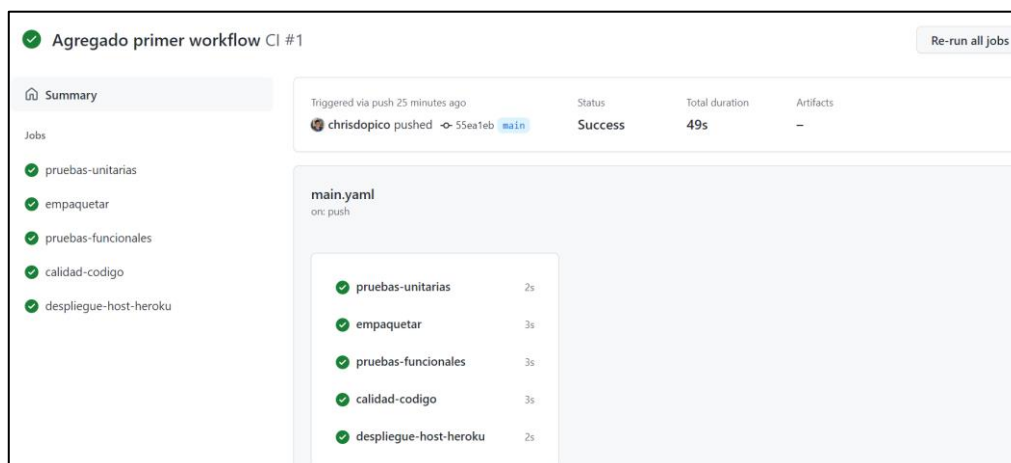 Agregado primer workflow CI #1
Re-run all jobs
Summary
Jobs
pruebas-unitarias
empaquetar
pruebas-funcionales
calidad-codigo
despliegue-host-heroku
Triggered via push 25 minutes ago
chrisdopico pushed 55ea1eb main
Status
Success
Total duration
49s
Artifacts
–
main.yaml
on: push
pruebas-unitarias 2s
empaquetar 3s
pruebas-funcionales 3s
calidad-codigo 3s
despliegue-host-heroku 2s